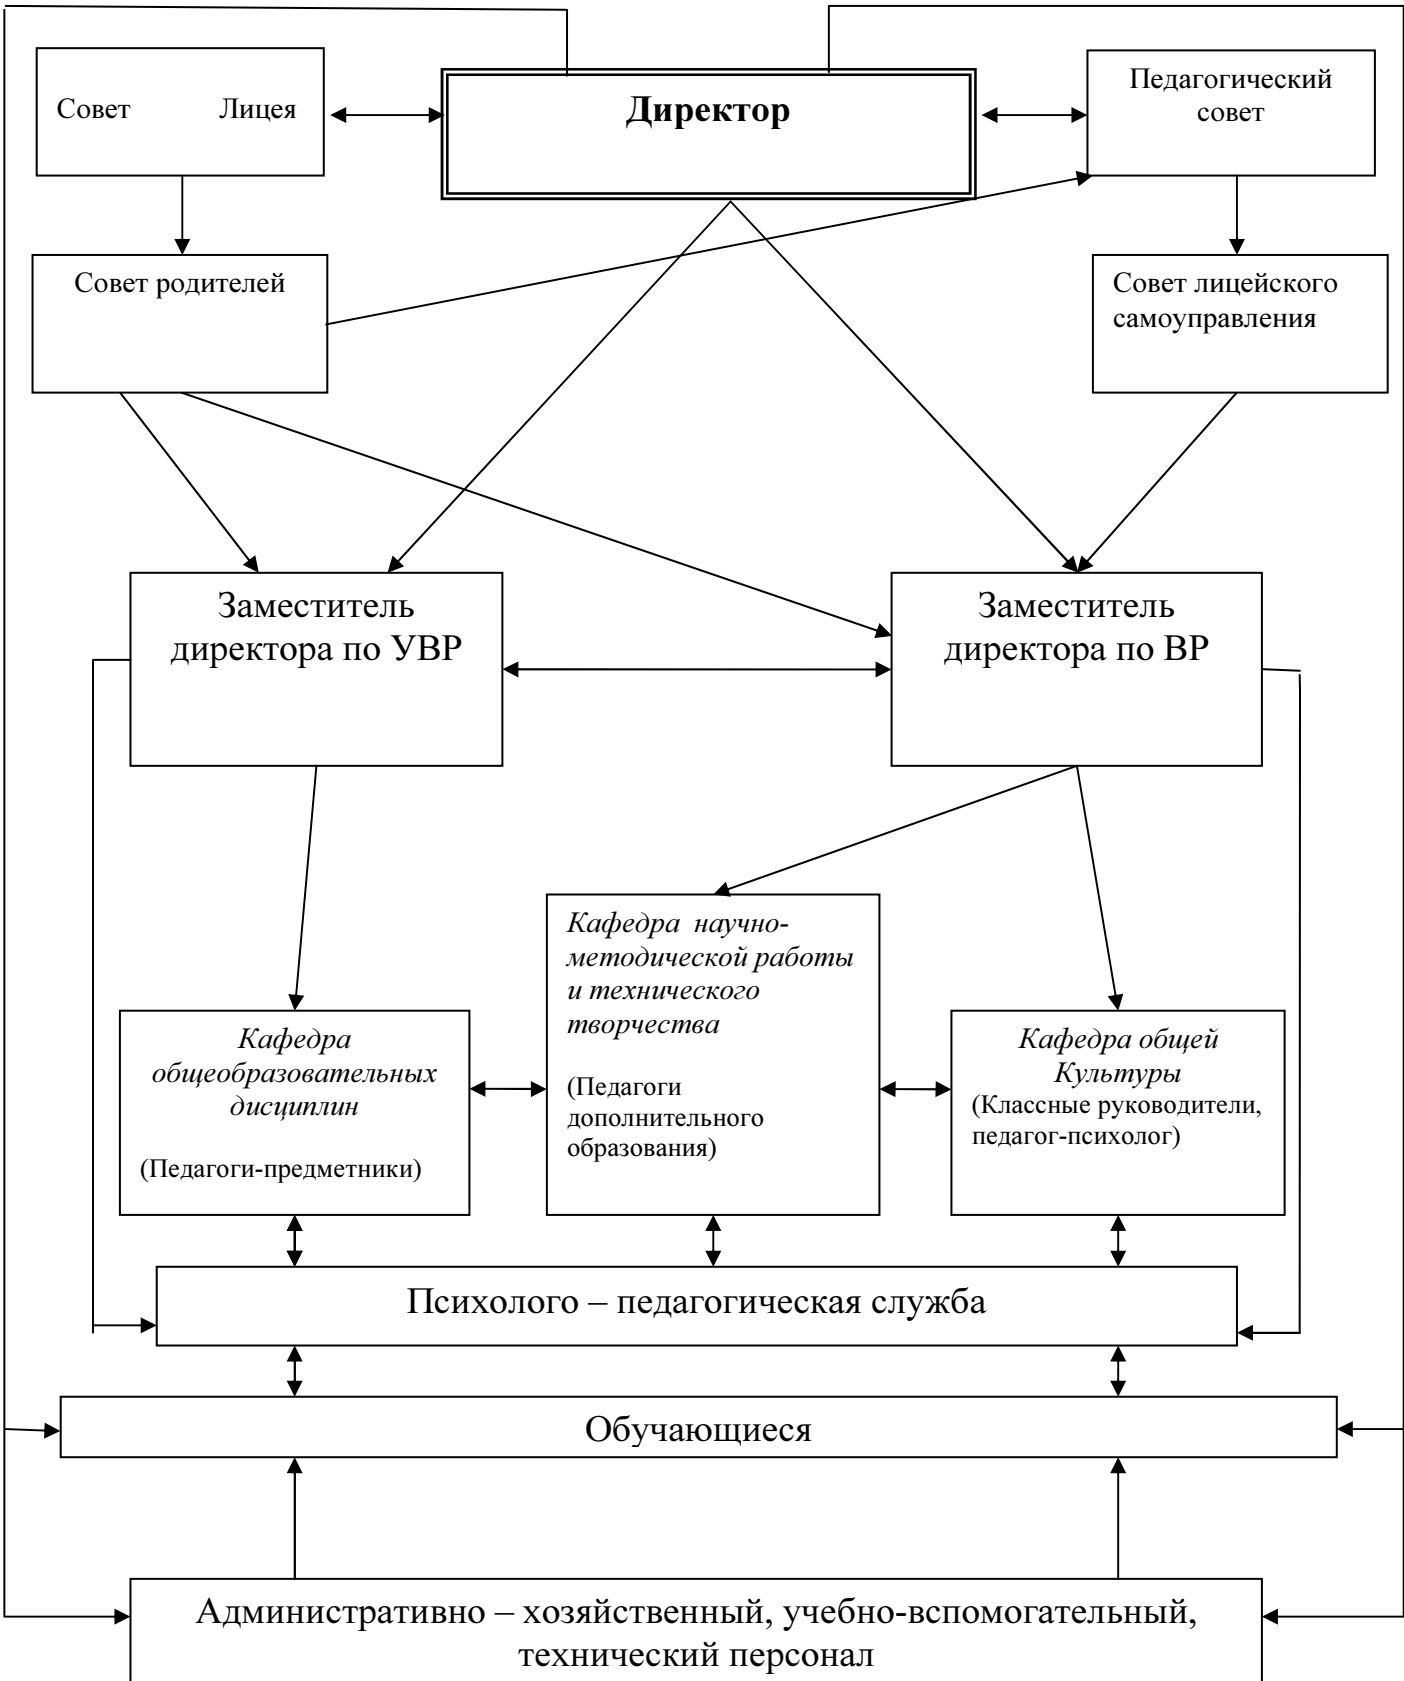 Совет Лицея
Директор
Педагогический
совет
Совет родителей
Совет лицейского
самоуправления
Заместитель
директора по УВР
Заместитель
директора по ВР
Кафедра научно-
методической работы
и технического
творчества
(Педагоги
дополнительного
образования)
Кафедра
общеобразовательных
дисциплин
(Педагоги-предметники)
Кафедра общей
Культуры
(Классные руководители,
педагог-психолог)
Психолого – педагогическая служба
Обучающиеся
Административно – хозяйственный, учебно-вспомогательный,
технический персонал